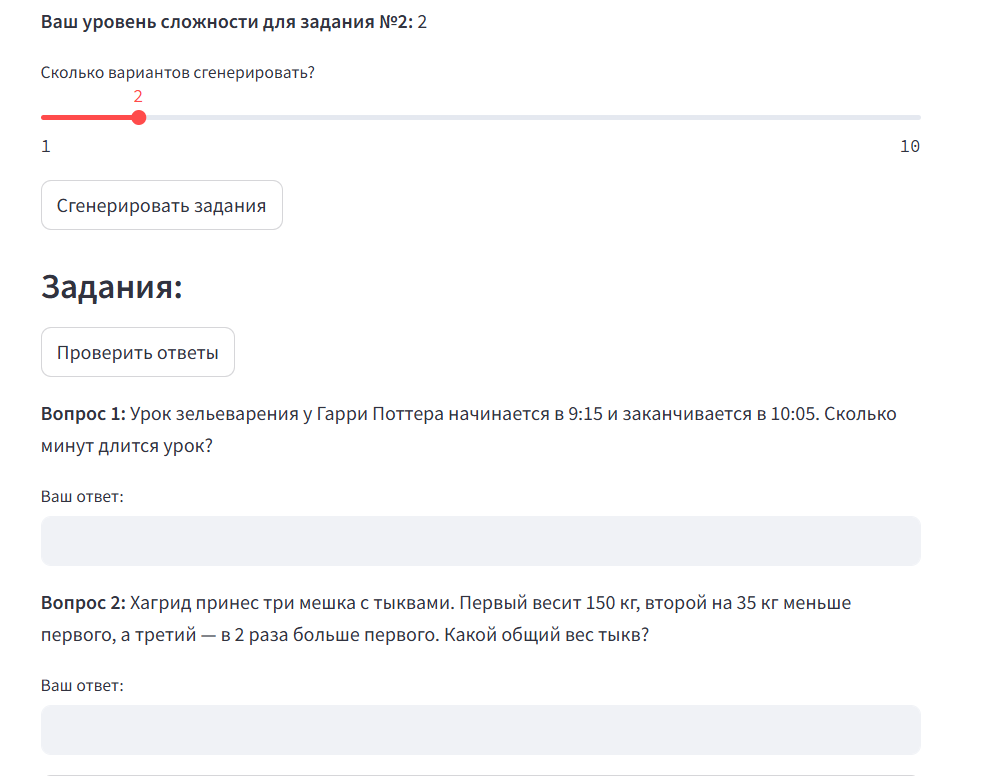 Ваш уровень сложности для задания №2: 2
Сколько вариантов сгенерировать?
2
1
10
Сгенерировать задания
Задания:
Проверить ответы
Вопрос 1: Урок зельеварения у Гарри Поттера начинается в 9:15 и заканчивается в 10:05. Сколько
минут длится урок?
Ваш ответ:
Вопрос 2: Хагрид принес три мешка с тыквами. Первый весит 150 кг, второй на 35 кг меньше
первого, а третий — в 2 раза больше первого. Какой общий вес тыкв?
Ваш ответ: